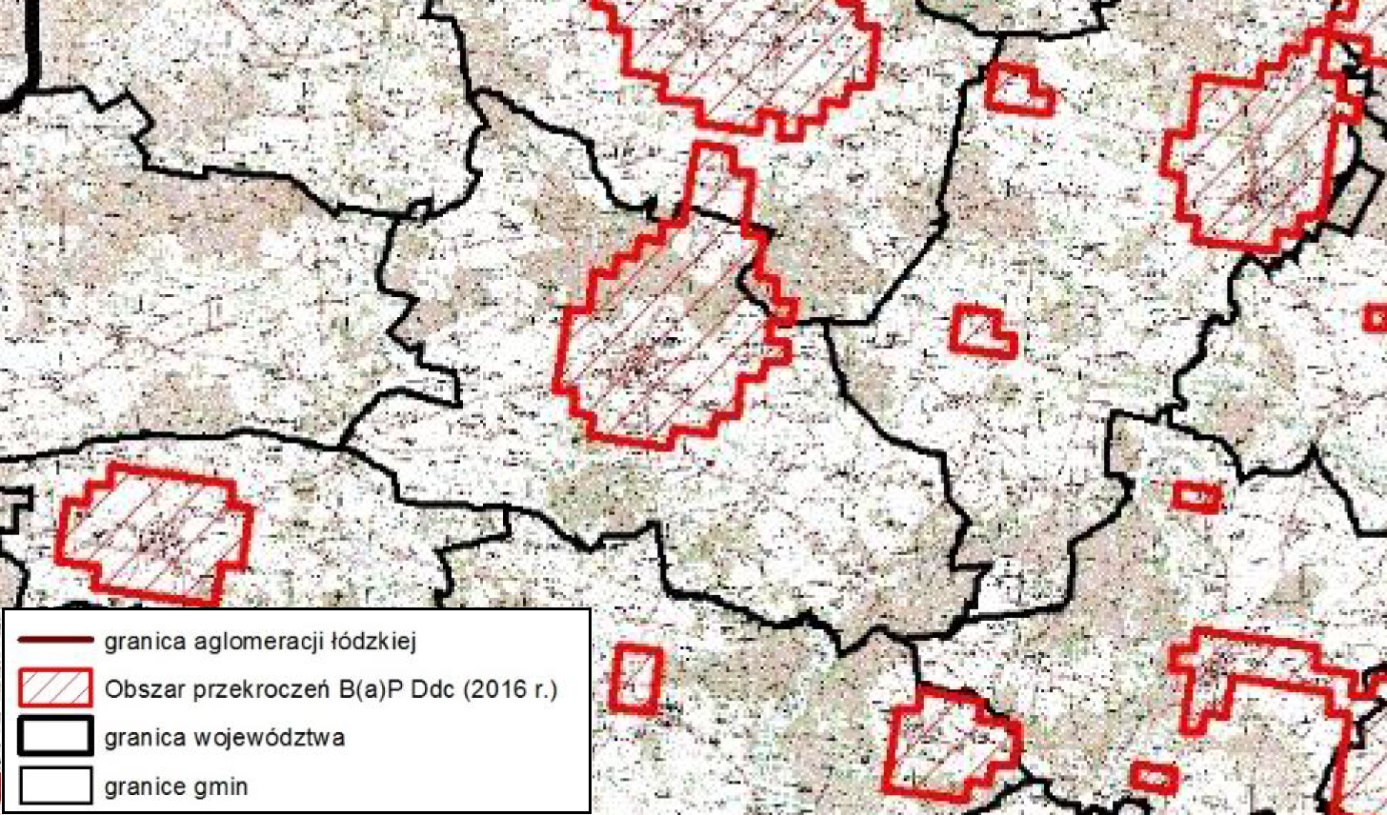 granica aglomeracji łódzkiej
Obszar przekroczeń B(a)P Ddc (2016 r.)
granica województwa
granice gmin